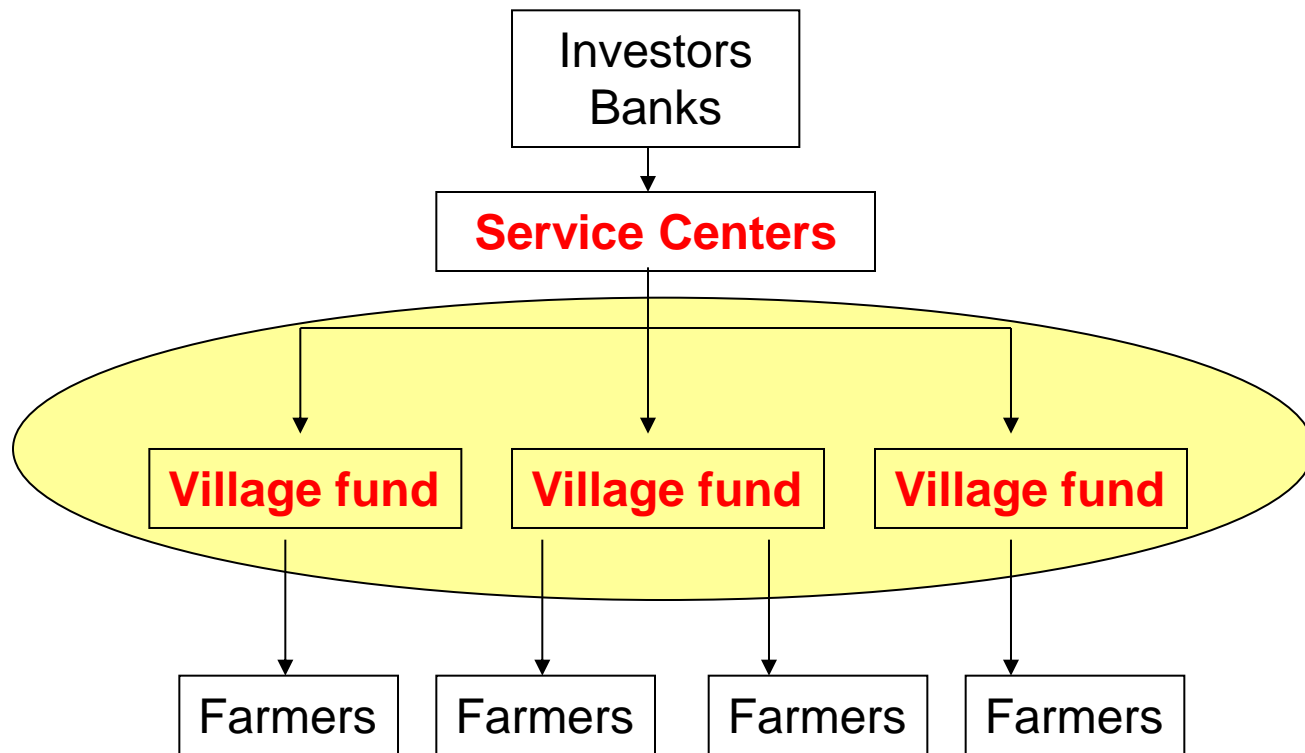 Investors
Banks
Service Centers
Village fund Village fund Village fund
Farmers Farmers Farmers Farmers